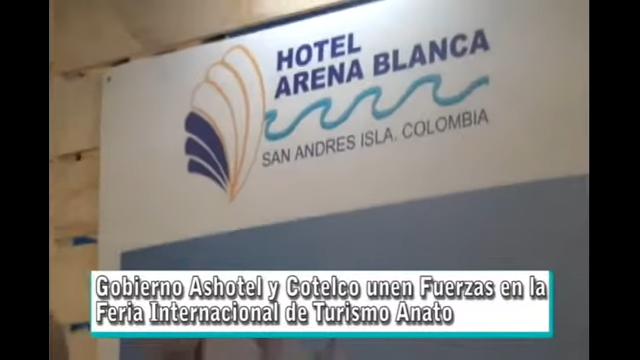 HOTEL
ARENA BLANCA
SAN ANDRES ISLA. COLOMBIA
Gobierno Ashotel y Cotelco unen Fuerzas en la
Feria Internacional de Turismo Anato